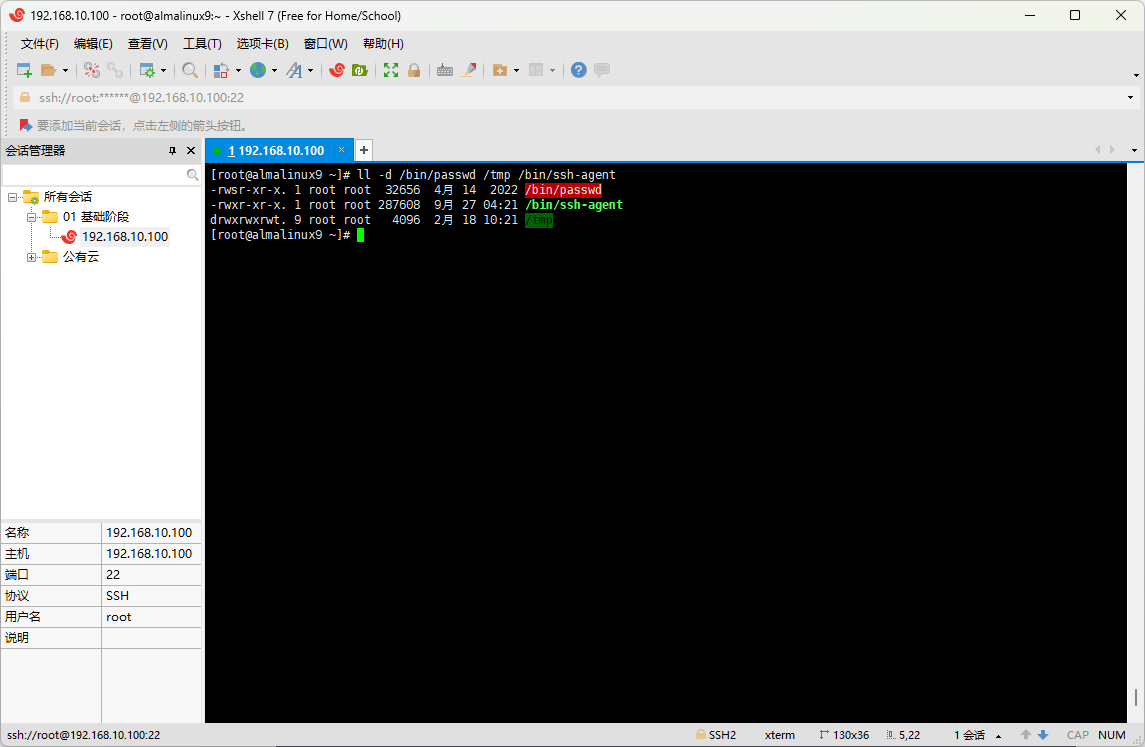 192.168.10.100 - root@almalinux9:~ - Xshell 7 (Free for Home/School)
文件(F) 编辑(E) 查看(V) 工具(T) 选项卡(B) 窗口(W) 帮助(H)
ssh://root:******@192.168.10.100:22
要添加当前会话，点击左侧的箭头按钮。
会话管理器
1 192.168.10.100
所有会话
01 基础阶段
192.168.10.100
公有云
[root@almalinux9 ~]# ll -d /bin/passwd /tmp /bin/ssh-agent
-rwsr-xr-x. 1 root root  32656  4月 14  2022 /bin/passwd
-rwxr-xr-x. 1 root root 287608  9月 27 04:21 /bin/ssh-agent
drwxrwxrwt. 9 root root   4096  2月 18 10:21 /tmp
[root@almalinux9 ~]#
名称 192.168.10.100
主机 192.168.10.100
端口 22
协议 SSH
用户名 root
说明
ssh://root@192.168.10.100:22 SSH2 xterm 130x36 5,22 1 会话 CAP NUM